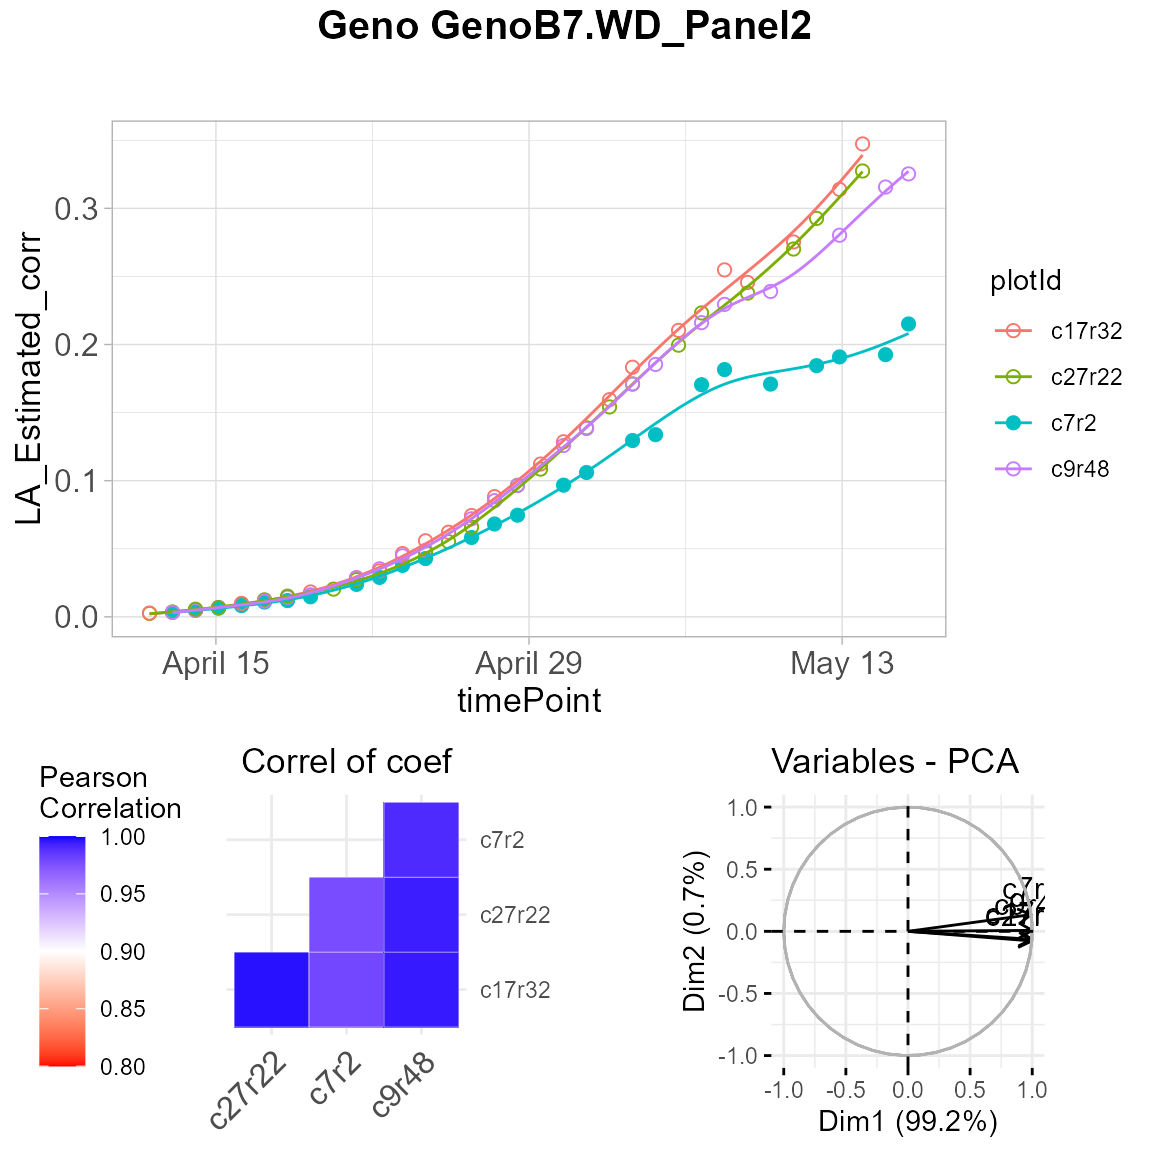 Geno GenoB7.WD_Panel2
LA_Estimated_corr
0.3
0.2
0.1
0.0
April 15
April 29
May 13
timePoint
plotId
c17r32
c27r22
c7r2
c9r48
Correl of coef
Pearson
Correlation
1.00
0.95
0.90
0.85
0.80
c7r2
c27r22
c17r32
c27r22
c7r2
c9r48
Variables - PCA
Dim2 (0.7%)
1.0
0.5
0.0
-0.5
-1.0
-1.0
-0.5
0.0
0.5
1.0
Dim1 (99.2%)